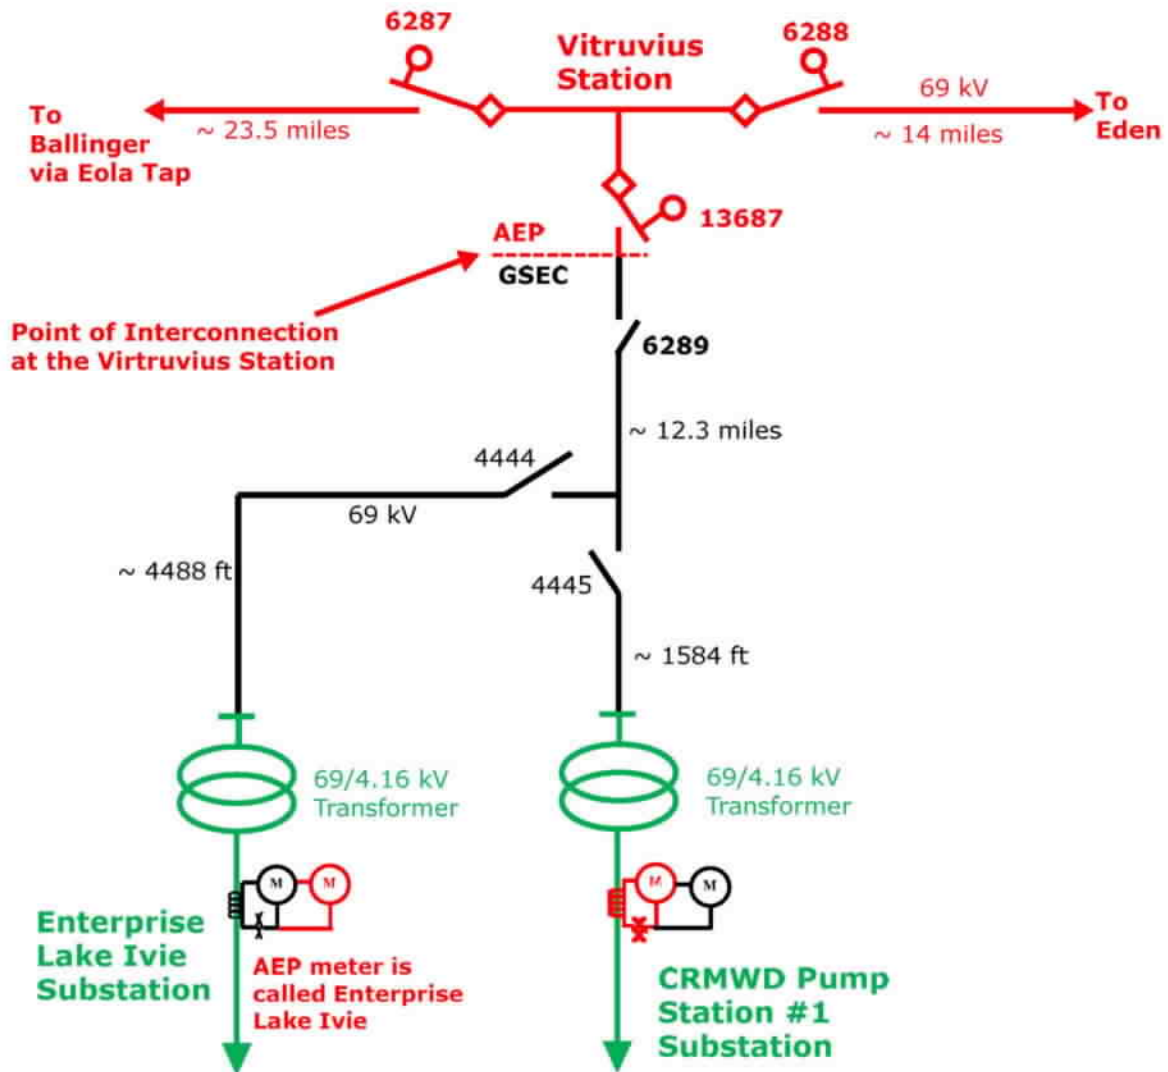 6287
Vitruvius
Station
6288
To
Ballinger
via Eola Tap
~ 23.5 miles
69 kV
~ 14 miles
To
Eden
13687
AEP
GSEC
Point of Interconnection
at the Virtruvius Station
6289
~ 12.3 miles
4444
69 kV
~ 4488 ft
4445
~ 1584 ft
69/4.16 kV
Transformer
69/4.16 kV
Transformer
M
M
M
M
Enterprise
Lake Ivie
Substation
AEP meter is
called Enterprise
Lake Ivie
CRMWD Pump
Station #1
Substation